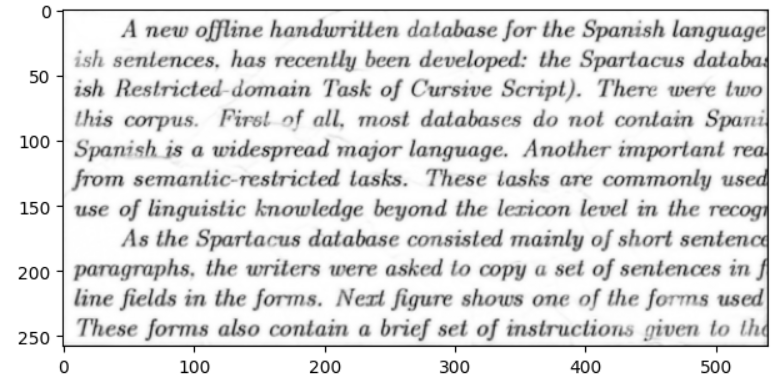 0
A new offline handwritten database for the Spanish language
ish sentences, has recently been developed: the Spartacus databas
50
ish Restricted-domain Task of Cursive Script). There were two
this corpus. First of all, most databases do not contain Spani
100
Spanish is a widespread major language. Another important rea
from semantic-restricted tasks. These tasks are commonly used
150
use of linguistic knowledge beyond the lexicon level in the recogn
As the Spartacus database consisted mainly of short sentence
200
paragraphs, the writers were asked to copy a set of sentences in f
line fields in the forms. Next figure shows one of the forms used
250
These forms also contain a brief set of instructions given to the
0 100 200 300 400 500